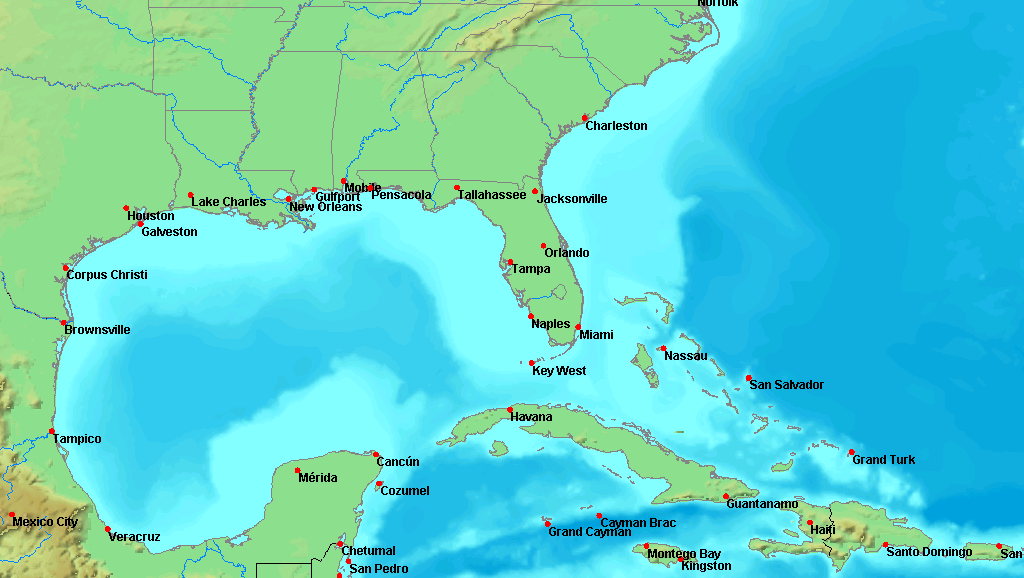 Norfolk
Charleston
Mobile
Pensacola
Tallahassee
Gulfport
Lake Charles
New Orleans
Jacksonville
Houston
Galveston
Orlando
Corpus Christi
Tampa
Naples
Brownsville
Miami
Nassau
Key West
San Salvador
Havana
Tampico
Cancún
Grand Turk
Mérida
Cozumel
Guantanamo
Mexico City
Cayman Brac
Grand Cayman
Haiti
Veracruz
Chetumal
Montego Bay
Santo Domingo
San
San Pedro
Kingston